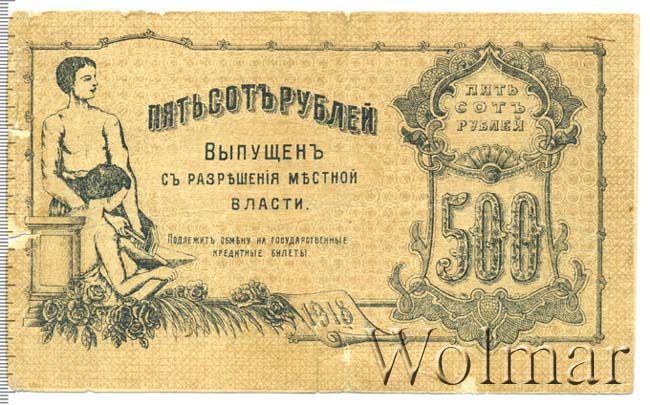 ПЯТЬСОТЪ РУБЛЕЙ
ВЫПУЩЕНЪ
СЪ РАЗРѢШЕНІЯ МѢСТНОЙ
ВЛАСТИ.
ПОДЛЕЖИТЪ ОБМѢНУ НА ГОСУДАРСТВЕННЫЕ
КРЕДИТНЫЕ БИЛЕТЫ.
1918
ПЯТЬ
СОТЪ
РУБЛЕЙ
500
Wolmar